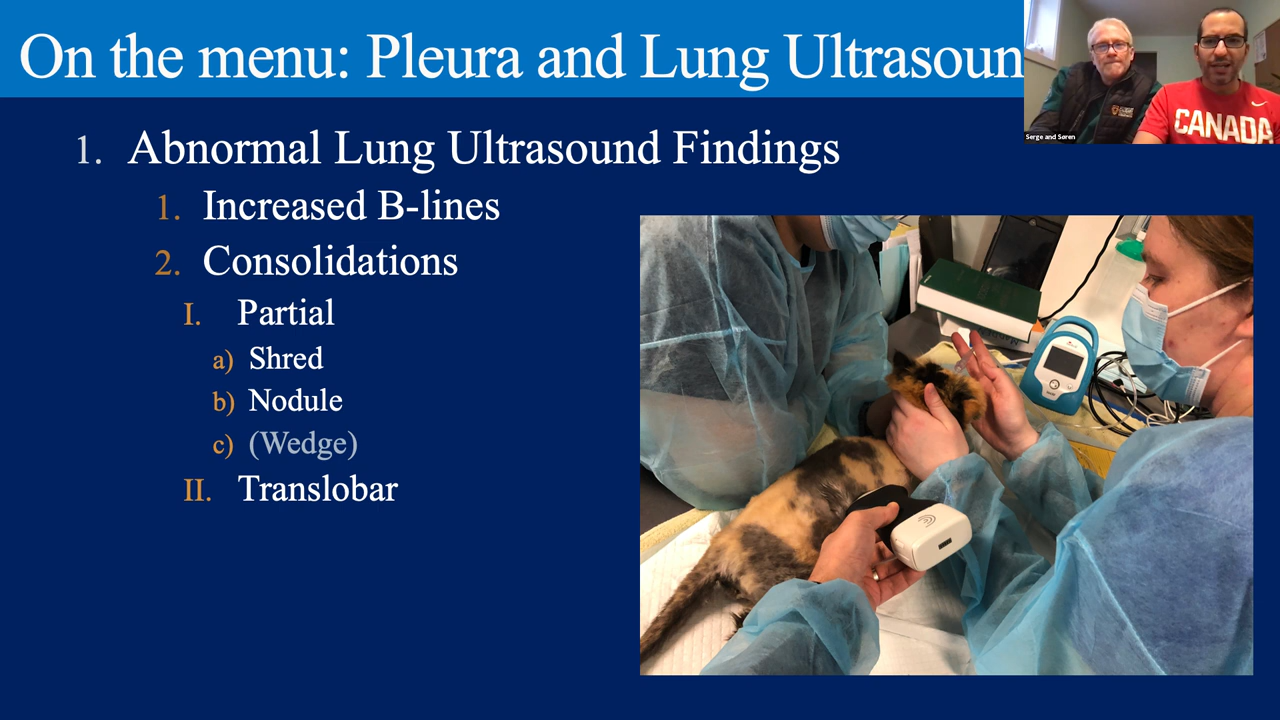 On the menu: Pleura and Lung Ultrasoun
Serge and Søren
CANADA
1. Abnormal Lung Ultrasound Findings
1. Increased B-lines
2. Consolidations
I. Partial
a) Shred
b) Nodule
c) (Wedge)
II. Translobar